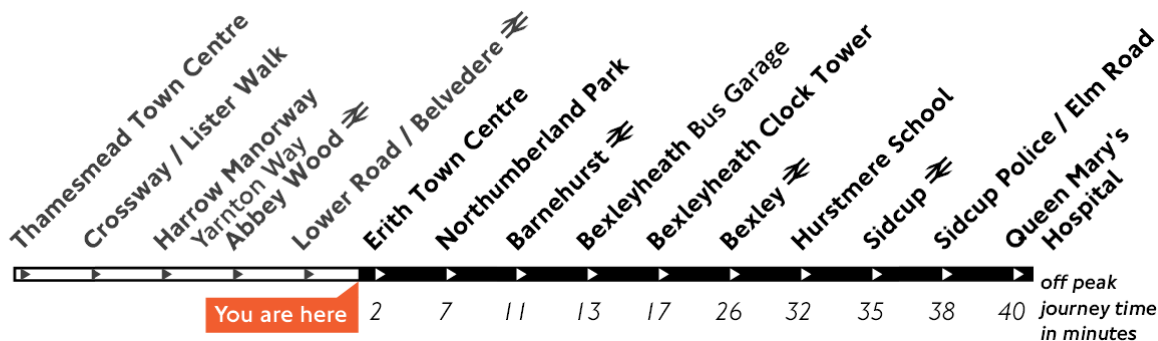 Thamesmead Town Centre
Crossway / Lister Walk
Harrow Manorway
Yarnton Way
Abbey Wood
Lower Road / Belvedere
Erith Town Centre
Northumberland Park
Barnehurst
Bexleyheath Bus Garage
Bexleyheath Clock Tower
Bexley
Hurstmere School
Sidcup
Sidcup Police / Elm Road
Queen Mary's
Hospital
You are here
2 7 11 13 17 26 32 35 38 40
off peak
journey time
in minutes